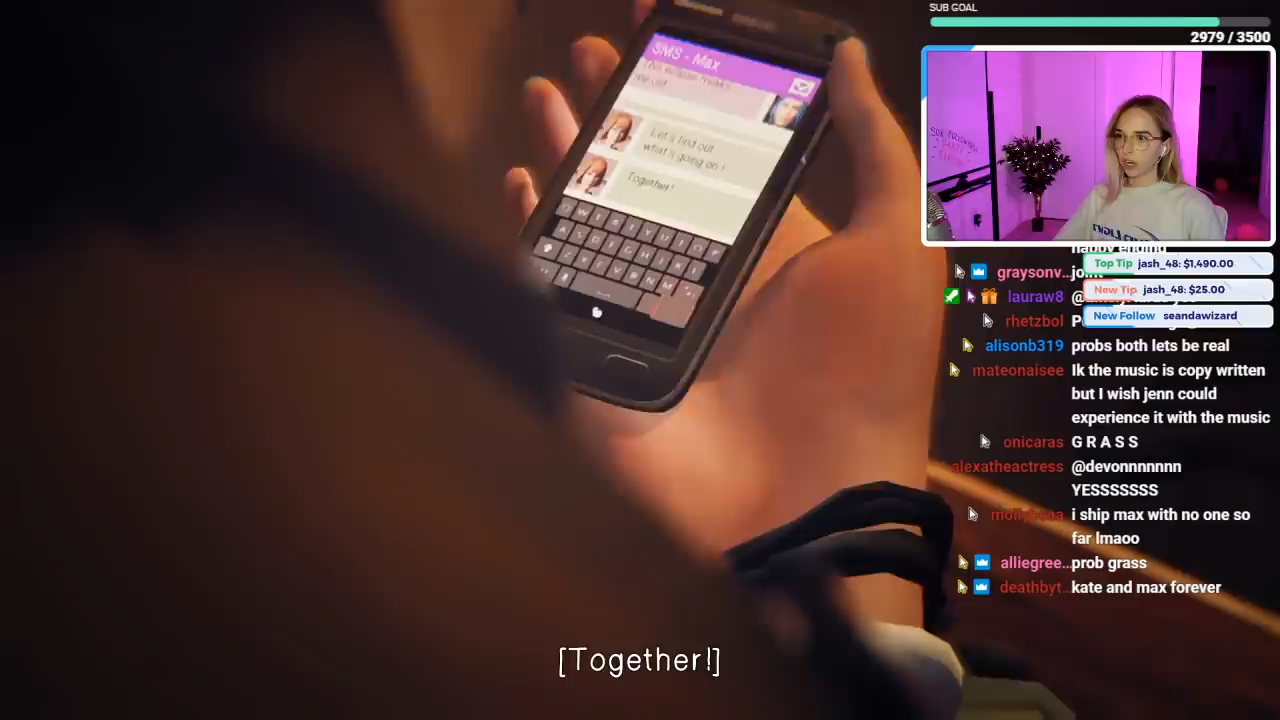 SUB GOAL
2979 / 3500
SMS - Max
Let's find out
what's going on !
Together!
happy ending
graysonv.. joint
Top Tip jash_48: $1,490.00
lauraw8
New Tip jash_48: $25.00
rhetzbol
New Follow seandawizard
alisonb319 probs both lets be real
mateonaisee Ik the music is copy written
but I wish jenn could
experience it with the music
onicaras G R A S S
alexatheactress @devonnnnnnn
YESSSSSSS
i ship max with no one so
far lmaoo
alliegree.. prob grass
deathbyt.. kate and max forever
[Together!]